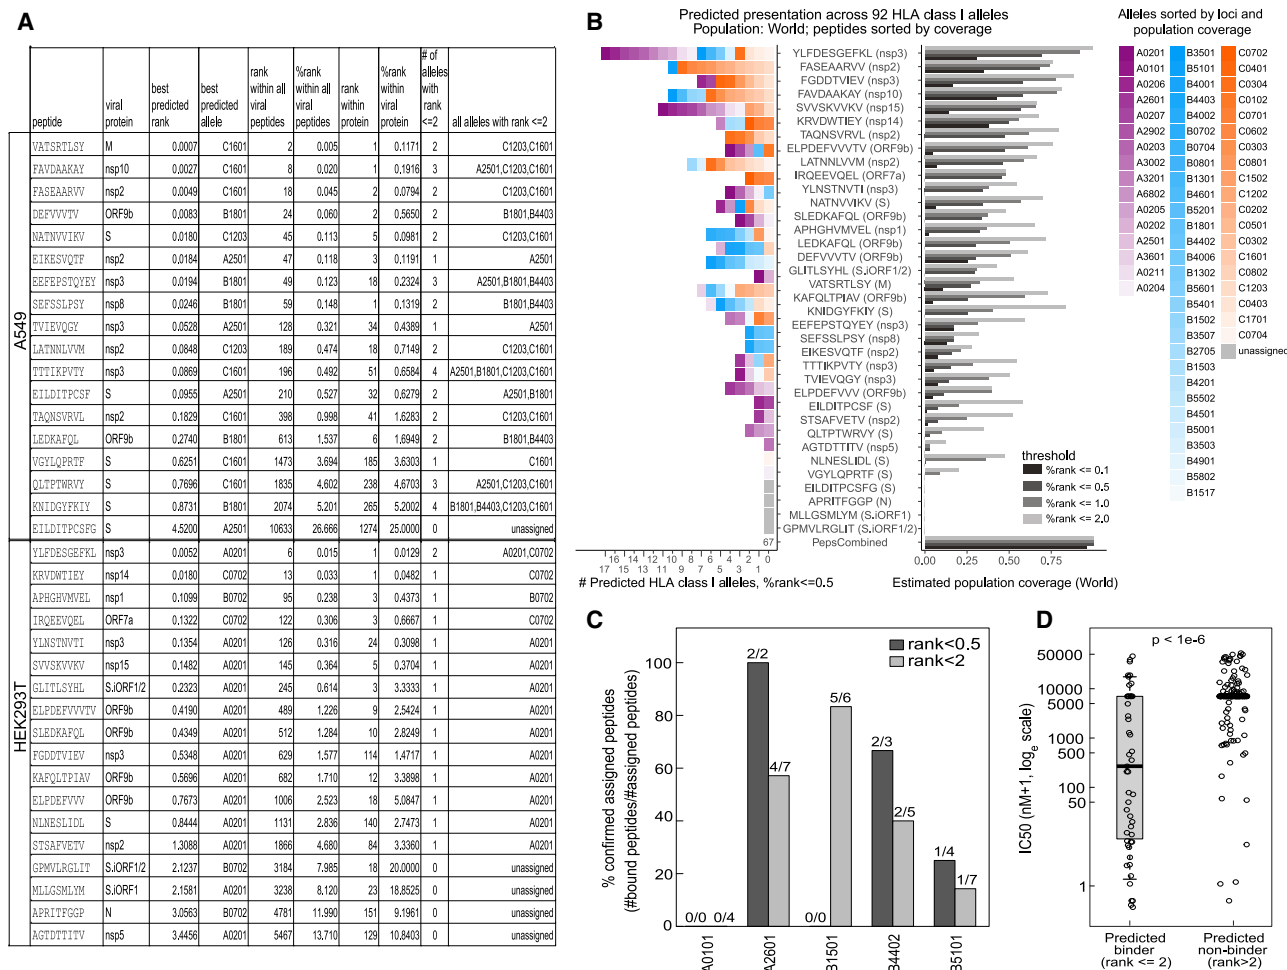 A
peptide	viral protein	best predicted rank	best predicted allele	rank within all viral peptides	%rank within all viral peptides	rank within protein	%rank within viral protein	# of alleles with rank <=2	all alleles with rank <=2
A549
VATSRTLSY	M	0.0007	C1601	2	0.005	1	0.1171	2	C1203,C1601
FAVDAAKAY	nsp10	0.0027	C1601	8	0.020	1	0.1916	3	A2501,C1203,C1601
FASEAARVV	nsp2	0.0049	C1601	18	0.045	2	0.0794	2	C1203,C1601
DEFVVVTV	ORF9b	0.0083	B1801	24	0.060	2	0.5650	2	B1801,B4403
NATNVVIKV	S	0.0180	C1203	45	0.113	5	0.0981	2	C1203,C1601
EIKESVQTF	nsp2	0.0184	A2501	47	0.118	3	0.1191	1	A2501
EEFEPSTQYEY	nsp3	0.0194	B1801	49	0.123	18	0.2324	3	A2501,B1801,B4403
SEFSSLPSY	nsp8	0.0246	B1801	59	0.148	1	0.1319	2	B1801,B4403
TVIEVQGY	nsp3	0.0528	A2501	128	0.321	34	0.4389	1	A2501
LATNNLVVM	nsp2	0.0848	C1203	189	0.474	18	0.7149	2	C1203,C1601
TTTIKPVTY	nsp3	0.0869	C1601	196	0.492	51	0.6584	4	A2501,B1801,C1203,C1601
EILDITPCSF	S	0.0955	A2501	210	0.527	32	0.6279	2	A2501,B1801
TAQNSVRVL	nsp2	0.1829	C1601	398	0.998	41	1.6283	2	C1203,C1601
LEDKAFQL	ORF9b	0.2740	B1801	613	1.537	6	1.6949	2	B1801,B4403
VGYLQPRTF	S	0.6251	C1601	1473	3.694	185	3.6303	1	C1601
QLTPTWRVY	S	0.7696	C1601	1835	4.602	238	4.6703	3	A2501,C1203,C1601
KNIDGYFKIY	S	0.8731	B1801	2074	5.201	265	5.2002	4	B1801,B4403,C1203,C1601
EILDITPCSFG	S	4.5200	A2501	10633	26.666	1274	25.0000	0	unassigned
HEK293T
YLFDESGEFKL	nsp3	0.0052	A0201	6	0.015	1	0.0129	2	A0201,C0702
KRVDWTIEY	nsp14	0.0180	C0702	13	0.033	1	0.0482	1	C0702
APHGHVMVEL	nsp1	0.1099	B0702	95	0.238	3	0.4373	1	B0702
IRQEEVQEL	ORF7a	0.1322	C0702	122	0.306	3	0.6667	1	C0702
YLNSTNVTI	nsp3	0.1354	A0201	126	0.316	24	0.3098	1	A0201
SVVSKVVKV	nsp15	0.1482	A0201	145	0.364	5	0.3704	1	A0201
GLITLSYHL	S.iORF1/2	0.2323	A0201	245	0.614	3	3.3333	1	A0201
ELPDEFVVVTV	ORF9b	0.4190	A0201	489	1.226	9	2.5424	1	A0201
SLEDKAFQL	ORF9b	0.4349	A0201	512	1.284	10	2.8249	1	A0201
FGDDTVIEV	nsp3	0.5348	A0201	629	1.577	114	1.4717	1	A0201
KAFQLTPIAV	ORF9b	0.5696	A0201	682	1.710	12	3.3898	1	A0201
ELPDEFVVV	ORF9b	0.7673	A0201	1006	2.523	18	5.0847	1	A0201
NLNESLIDL	S	0.8444	A0201	1131	2.836	140	2.7473	1	A0201
STSAFVETV	nsp2	1.3088	A0201	1866	4.680	84	3.3360	1	A0201
GPMVLRGLIT	S.iORF1/2	2.1237	B0702	3184	7.985	18	20.0000	0	unassigned
MLLGSMLYM	S.iORF1	2.1581	A0201	3238	8.120	23	18.8525	0	unassigned
APRITFGGP	N	3.0563	B0702	4781	11.990	151	9.1961	0	unassigned
AGTDTTITV	nsp5	3.4456	A0201	5467	13.710	129	10.8403	0	unassigned
B
Predicted presentation across 92 HLA class I alleles
Population: World; peptides sorted by coverage
YLFDESGEFKL (nsp3)
FASEAARVV (nsp2)
FGDDTVIEV (nsp3)
FAVDAAKAY (nsp10)
SVVSKVVKV (nsp15)
KRVDWTIEY (nsp14)
TAQNSVRVL (nsp2)
ELPDEFVVVTV (ORF9b)
LATNNLVVM (nsp2)
IRQEEVQEL (ORF7a)
YLNSTNVTI (nsp3)
NATNVVIKV (S)
SLEDKAFQL (ORF9b)
APHGHVMVEL (nsp1)
LEDKAFQL (ORF9b)
DEFVVVTV (ORF9b)
GLITLSYHL (S.iORF1/2)
VATSRTLSY (M)
KAFQLTPIAV (ORF9b)
KNIDGYFKIY (S)
EEFEPSTQYEY (nsp3)
SEFSSLPSY (nsp8)
EIKESVQTF (nsp2)
TTTIKPVTY (nsp3)
TVIEVQGY (nsp3)
ELPDEFVVV (ORF9b)
EILDITPCSF (S)
STSAFVETV (nsp2)
QLTPTWRVY (S)
AGTDTTITV (nsp5)
NLNESLIDL (S)
VGYLQPRTF (S)
EILDITPCSFG (S)
APRITFGGP (N)
MLLGSMLYM (S.iORF1)
GPMVLRGLIT (S.iORF1/2)
67 PepsCombined
16 14 12 10 8 6 4 2 0
17 15 13 11 9 7 5 3 1
# Predicted HLA class I alleles, %rank<=0.5
threshold
%rank <= 0.1
%rank <= 0.5
%rank <= 1.0
%rank <= 2.0
0.00 0.25 0.50 0.75 1.00
Estimated population coverage (World)
Alleles sorted by loci and
population coverage
A0201 B3501 C0702
A0101 B5101 C0401
A0206 B4001 C0304
A2601 B4403 C0102
A0207 B4002 C0701
A2902 B0702 C0602
A0203 B0704 C0303
A3002 B0801 C0801
A3201 B1301 C1502
A6802 B4601 C1202
A0205 B5201 C0202
A0202 B1801 C0501
A2501 B4402 C0302
A3601 B4006 C1601
A0211 B1302 C0802
A0204 B5601 C1203
B5401 C0403
B1502 C1701
B3507 C0704
B2705 unassigned
B1503
B4201
B5502
B4501
B5001
B3503
B4901
B5802
B1517
C
% confirmed assigned peptides
(#bound peptides/#assigned peptides)
100
80
60
40
20
0
rank<0.5
rank<2
0/0 0/4 2/2 4/7 0/0 5/6 2/3 2/5 1/4 1/7
A0101 A2601 B1501 B4402 B5101
D
p < 1e-6
IC50 (nM+1, logₑ scale)
50000
10000
5000
1000
500
100
50
1
Predicted binder (rank <= 2)
Predicted non-binder (rank>2)